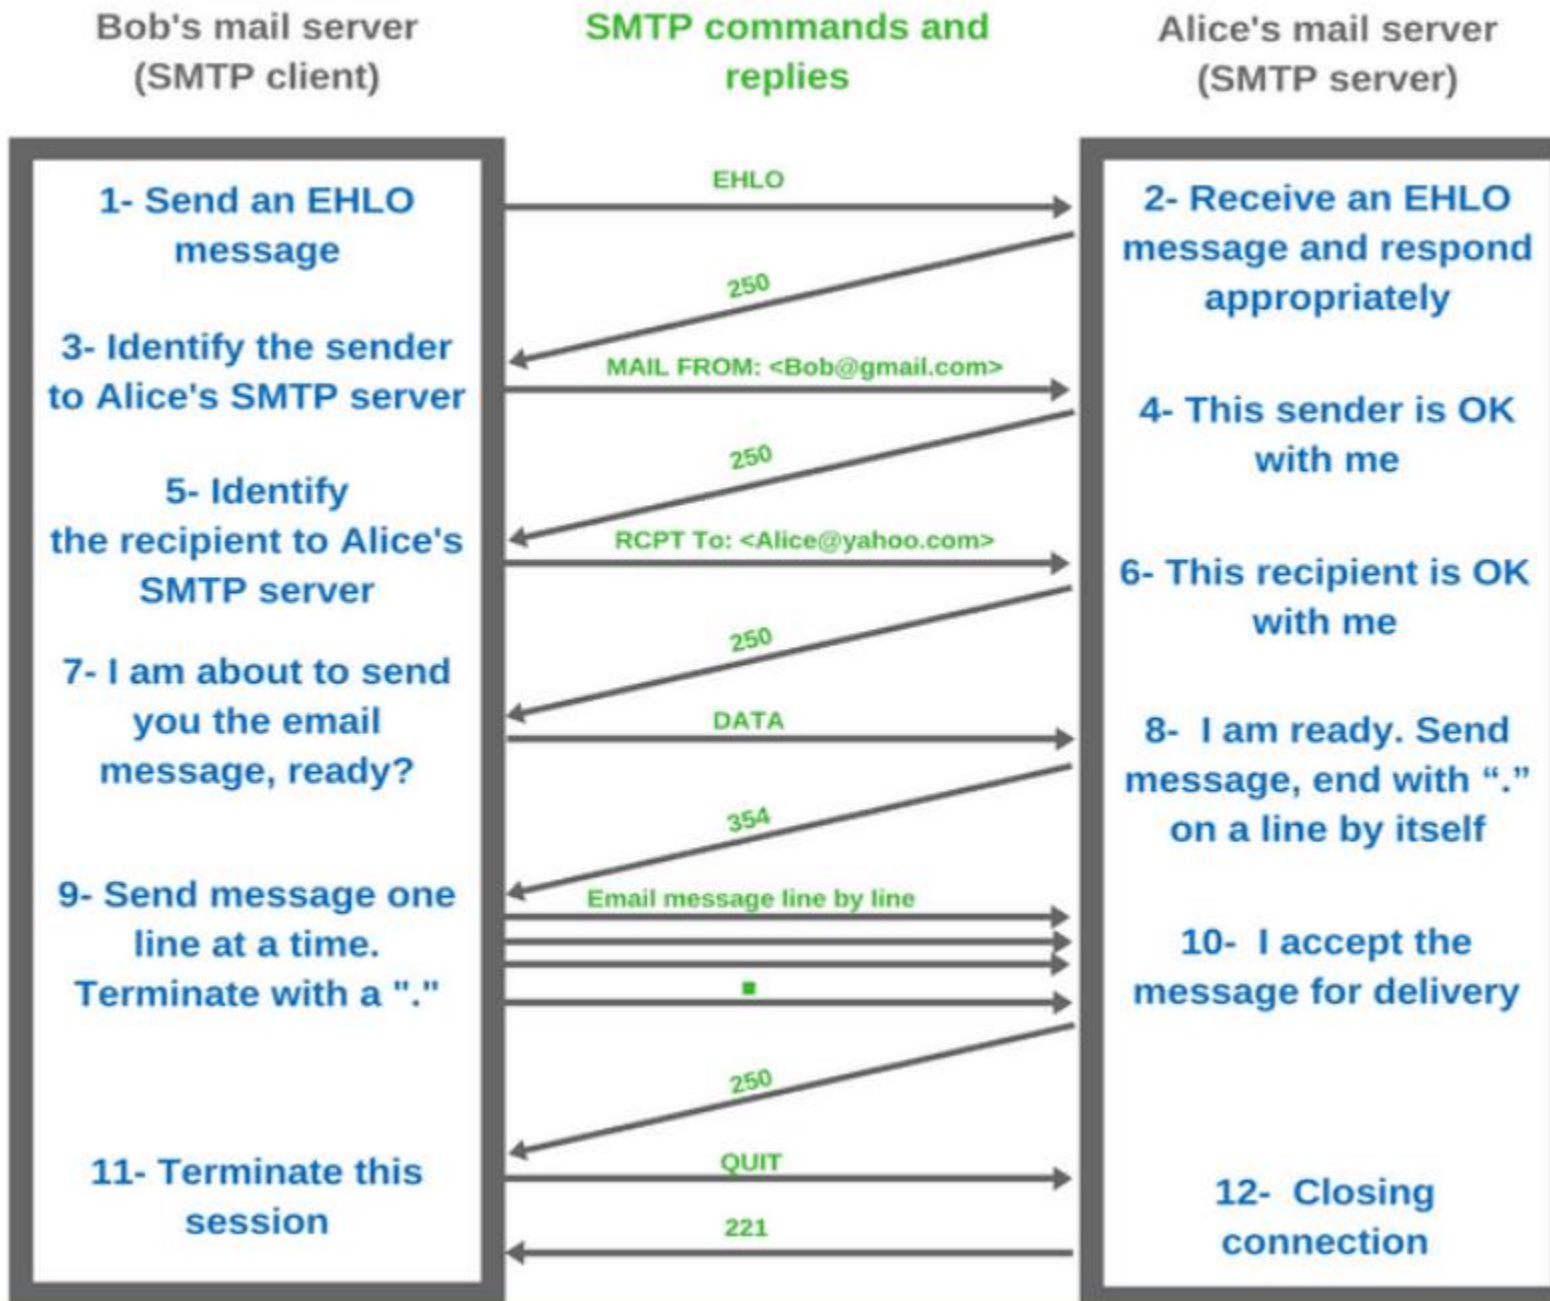 Bob's mail server
(SMTP client)
SMTP commands and
replies
Alice's mail server
(SMTP server)
1- Send an EHLO
message
EHLO
2- Receive an EHLO
message and respond
appropriately
250
3- Identify the sender
to Alice's SMTP server
MAIL FROM: <Bob@gmail.com>
4- This sender is OK
with me
250
5- Identify
the recipient to Alice's
SMTP server
RCPT To: <Alice@yahoo.com>
6- This recipient is OK
with me
250
7- I am about to send
you the email
message, ready?
DATA
8- I am ready. Send
message, end with “.”
on a line by itself
354
9- Send message one
line at a time.
Terminate with a "."
Email message line by line
.
10- I accept the
message for delivery
250
11- Terminate this
session
QUIT
12- Closing
connection
221